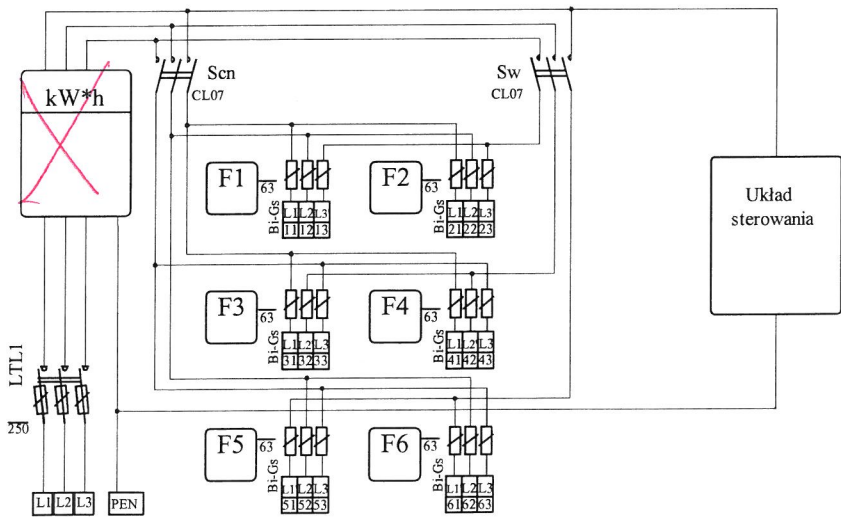 kW*h
Scn
CL07
Sw
CL07
F1
63
Bi-Gs
L1 L2 L3
11 12 13
F2
63
L1 L2 L3
21 22 23
Układ
sterowania
F3
63
Bi-Gs
L1 L2 L3
31 32 33
F4
63
Bi-Gs
L1 L2 L3
41 42 43
LTL1
250
F5
63
Bi-Gs
L1 L2 L3
51 52 53
F6
63
Bi-Gs
L1 L2 L3
61 62 63
L1 L2 L3 PEN